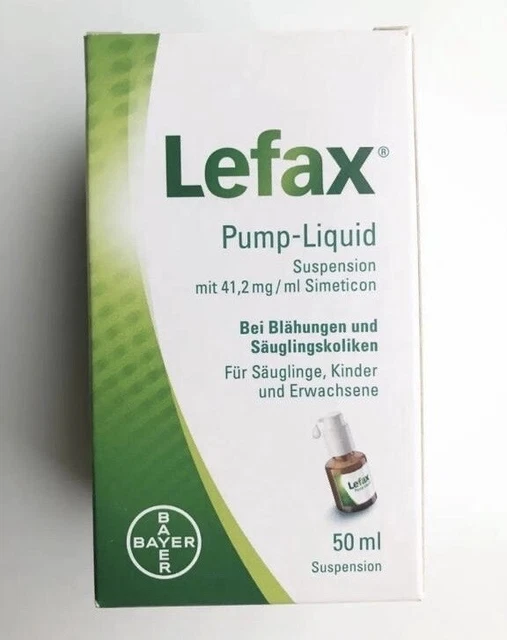 Lefax®
Pump-Liquid
Suspension
mit 41,2 mg/ml Simeticon
Bei Blähungen und
Säuglingskoliken
Für Säuglinge, Kinder
und Erwachsene
Lefax
BAYER
BAYER
50 ml
Suspension